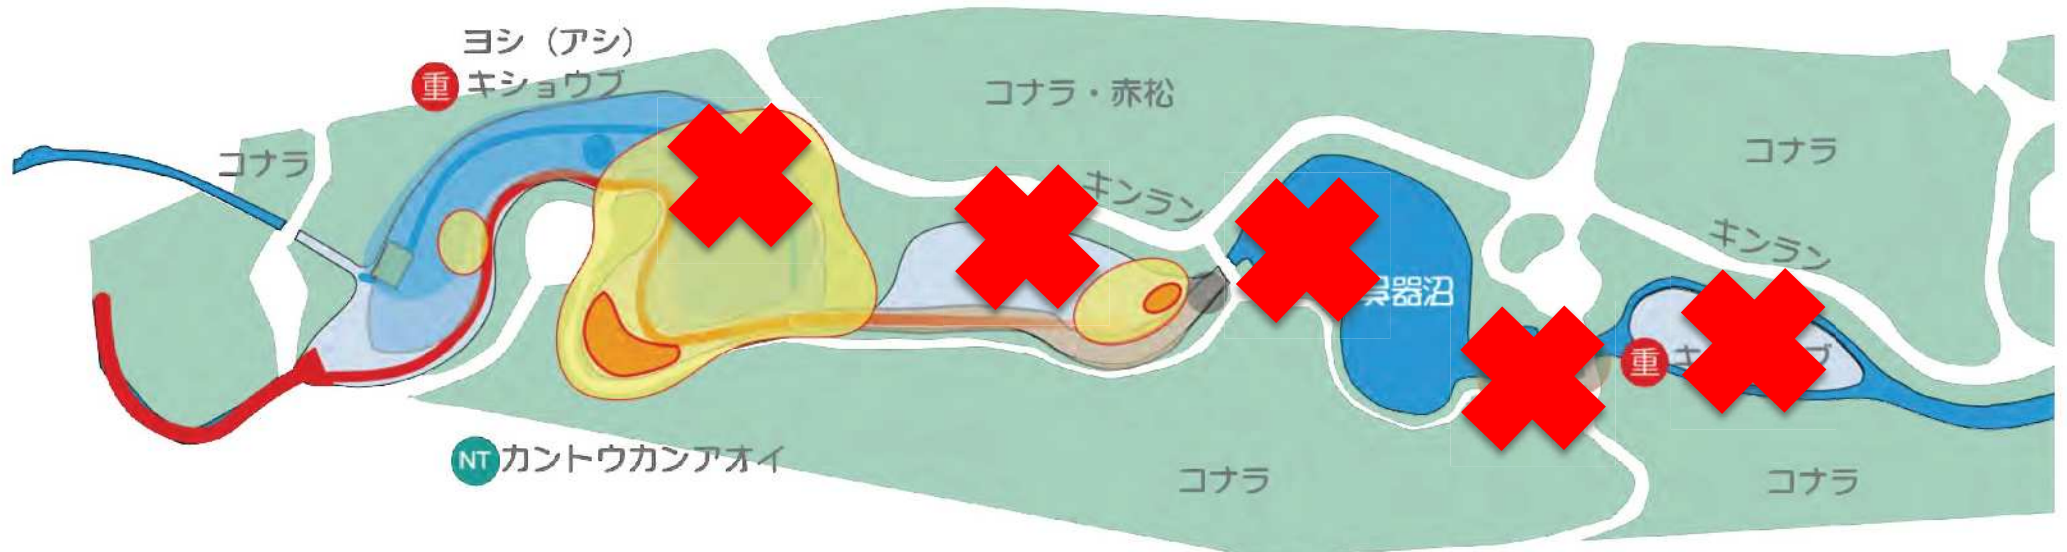 ヨシ（アシ）
重 キショウブ
コナラ・赤松
コナラ
コナラ
キンラン
キンラン
器沼
重 キ
ブ
NT カントウカンアオイ
コナラ
コナラ